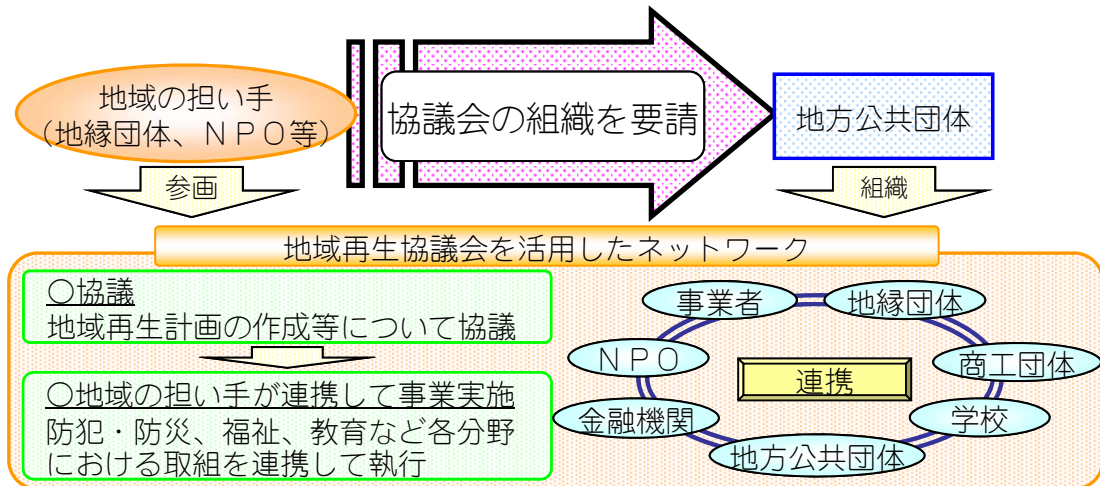 地域の担い手
(地縁団体、ＮＰＯ等)
協議会の組織を要請
地方公共団体
参画
組織
地域再生協議会を活用したネットワーク
〇協議
地域再生計画の作成等について協議
〇地域の担い手が連携して事業実施
防犯・防災、福祉、教育など各分野
における取組を連携して執行
事業者
地縁団体
ＮＰＯ
商工団体
連携
金融機関
学校
地方公共団体